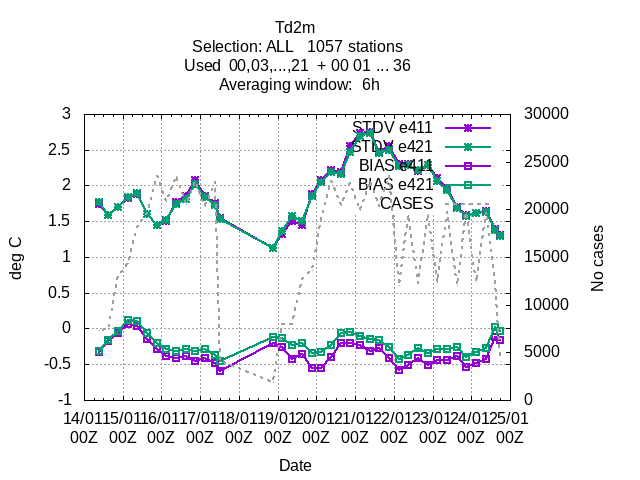 Td2m
Selection: ALL   1057 stations
Used  00,03,...,21  + 00 01 ... 36
Averaging window:  6h
3
2.5
2
1.5
1
0.5
0
-0.5
-1
deg C
30000
25000
20000
15000
10000
5000
0
No cases
STDV e411
STDV e421
BIAS e411
BIAS e421
CASES
14/01 15/01 16/01 17/01 18/01 19/01 20/01 21/01 22/01 23/01 24/01 25/01
00Z 00Z 00Z 00Z 00Z 00Z 00Z 00Z 00Z 00Z 00Z 00Z
Date